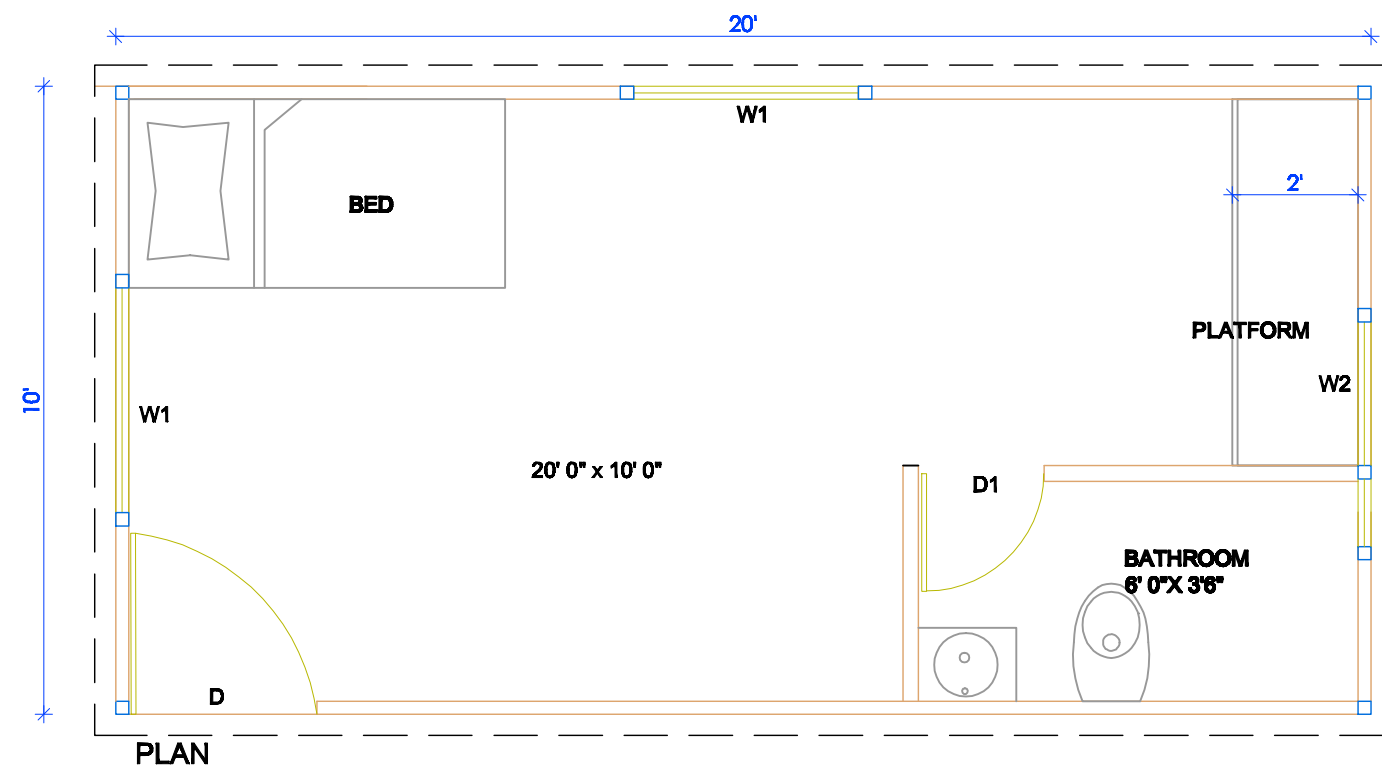 20'
W1
2'
BED
PLATFORM
W2
10'
W1
20' 0" x 10' 0"
D1
BATHROOM
6' 0"X 3'6"
D
PLAN